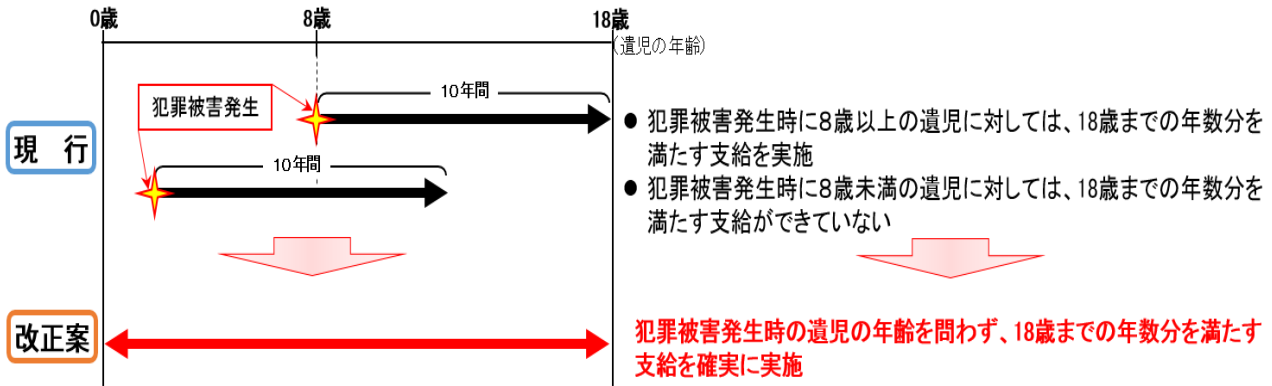 0歳
8歳
18歳
(遺児の年齢)
犯罪被害発生
10年間
現　行
10年間
● 犯罪被害発生時に8歳以上の遺児に対しては、18歳までの年数分を
満たす支給を実施
● 犯罪被害発生時に8歳未満の遺児に対しては、18歳までの年数分を
満たす支給ができていない
改正案
犯罪被害発生時の遺児の年齢を問わず、18歳までの年数分を満たす
支給を確実に実施